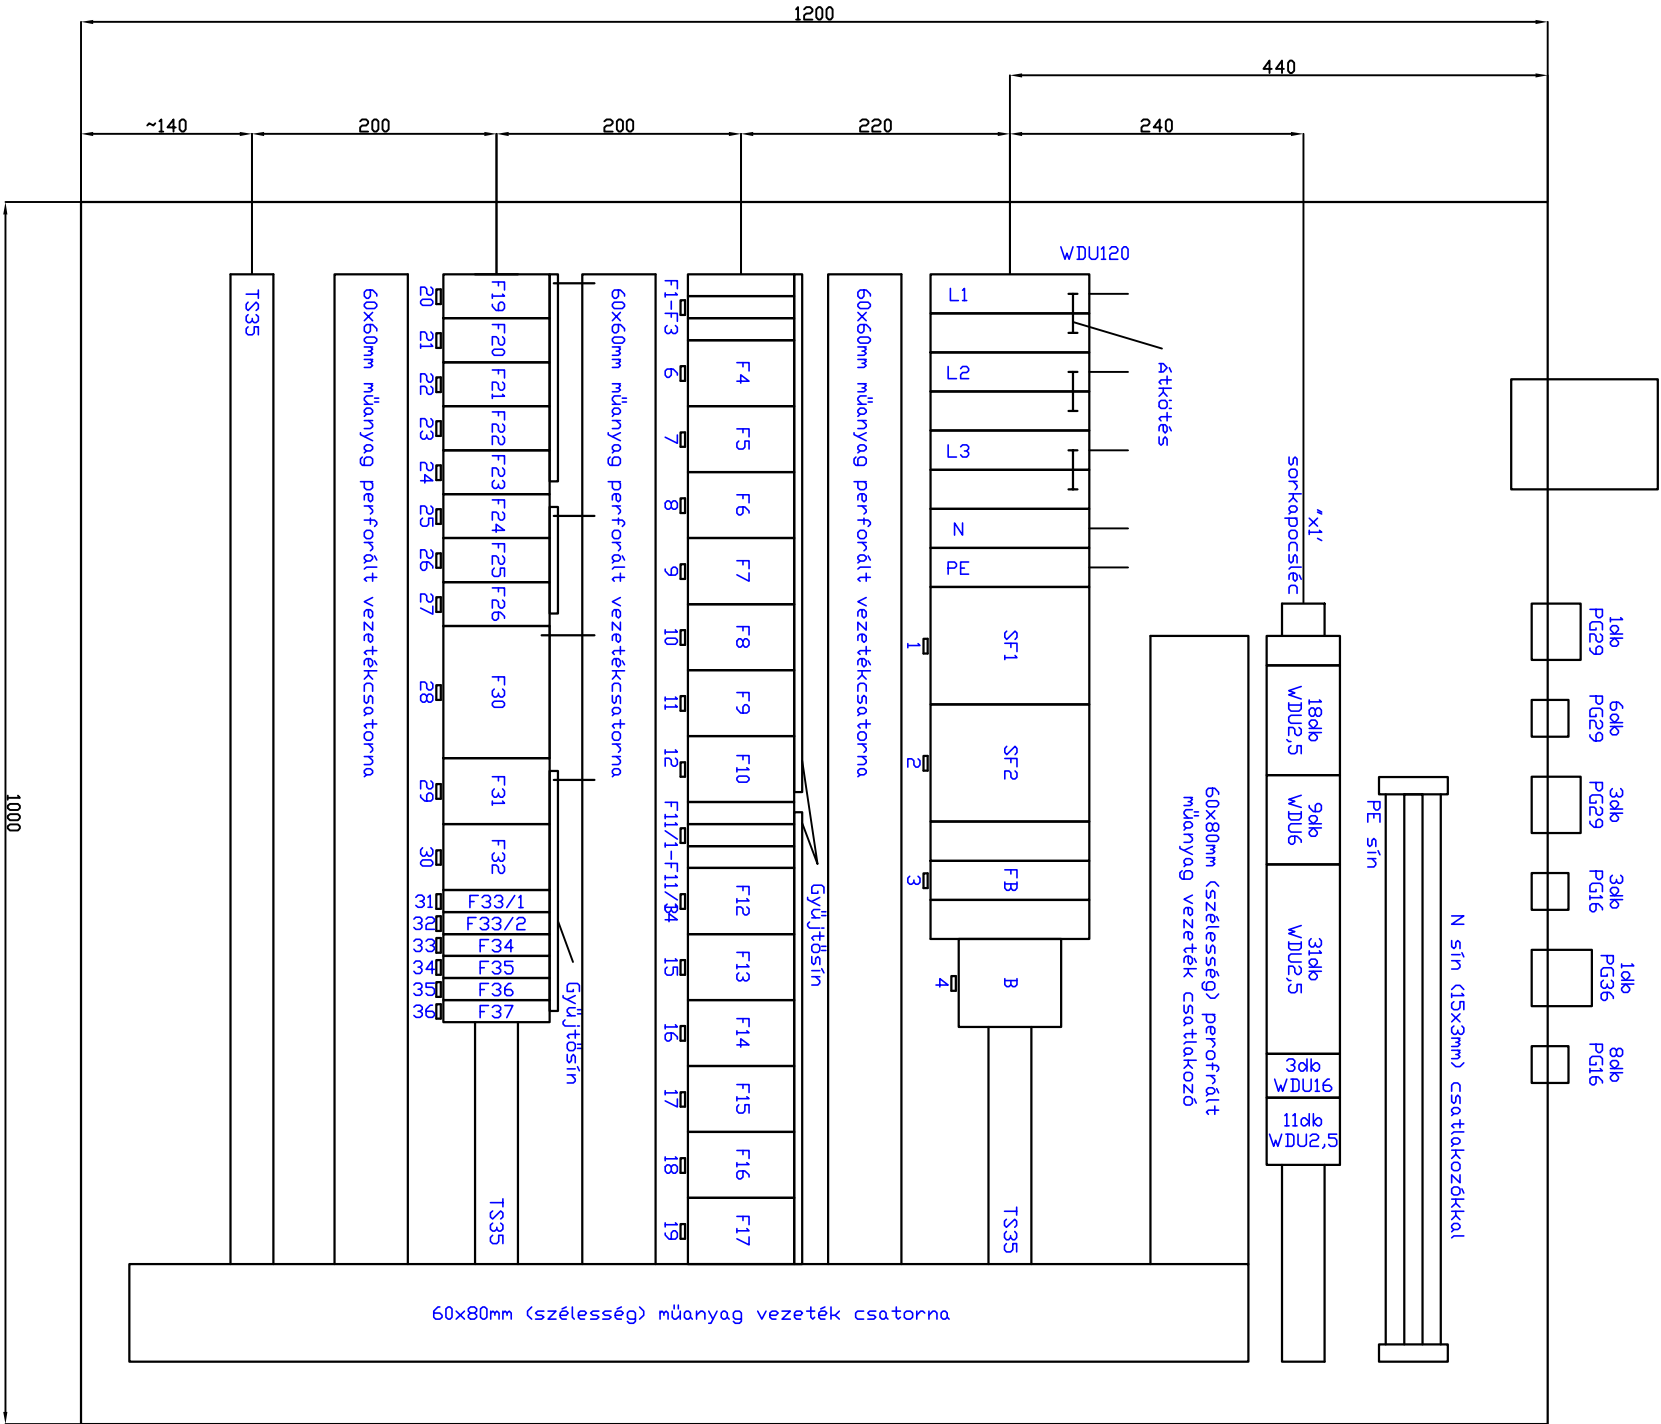 1200
440
~140
200
200
220
240
1000
WDU120
L1
L2
L3
N
PE
Átkötés
SF1
SF2
FB
B
1
2
3
4
TS35
"x1'
sorkapocsléc
18db
WDU2,5
9db
WDU6
31db
WDU2,5
3db
WDU16
11db
WDU2,5
PE sín
N sín (15x3mm) csatlakozókkal
1db
PG29
6db
PG29
3db
PG29
3db
PG16
1db
PG36
8db
PG16
60x80mm (szélesség) perofrált
műanyag vezeték csatlakozó
60x60mm műanyag perforált vezetékcsatorna
F1-F3
F4
F5
F6
F7
F8
F9
F10
F11/1-F11/3
F12
F13
F14
F15
F16
F17
6
7
8
9
10
11
12
14
15
16
17
18
19
Gyűjtősín
60x60mm műanyag perforált vezetékcsatorna
F19
F20
F21
F22
F23
F24
F25
F26
F30
F31
F32
F33/1
F33/2
F34
F35
F36
F37
20
21
22
23
24
25
26
27
28
29
30
31
32
33
34
35
36
Gyűjtősín
TS35
60x60mm műanyag perforált vezetékcsatorna
TS35
60x80mm (szélesség) műanyag vezeték csatorna